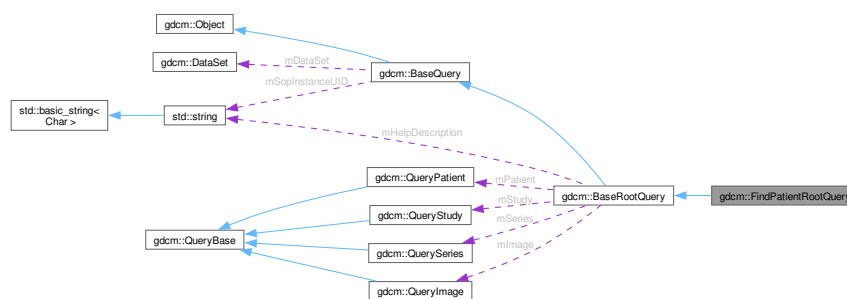 gdcm::Object
gdcm::DataSet
mDataSet
gdcm::BaseQuery
mSopInstanceUID
std::basic_string<
Char >
std::string
mHelpDescription
gdcm::QueryPatient
mPatient
gdcm::BaseRootQuery
gdcm::FindPatientRootQuery
mStudy
gdcm::QueryStudy
mSeries
gdcm::QueryBase
mImage
gdcm::QuerySeries
gdcm::QueryImage